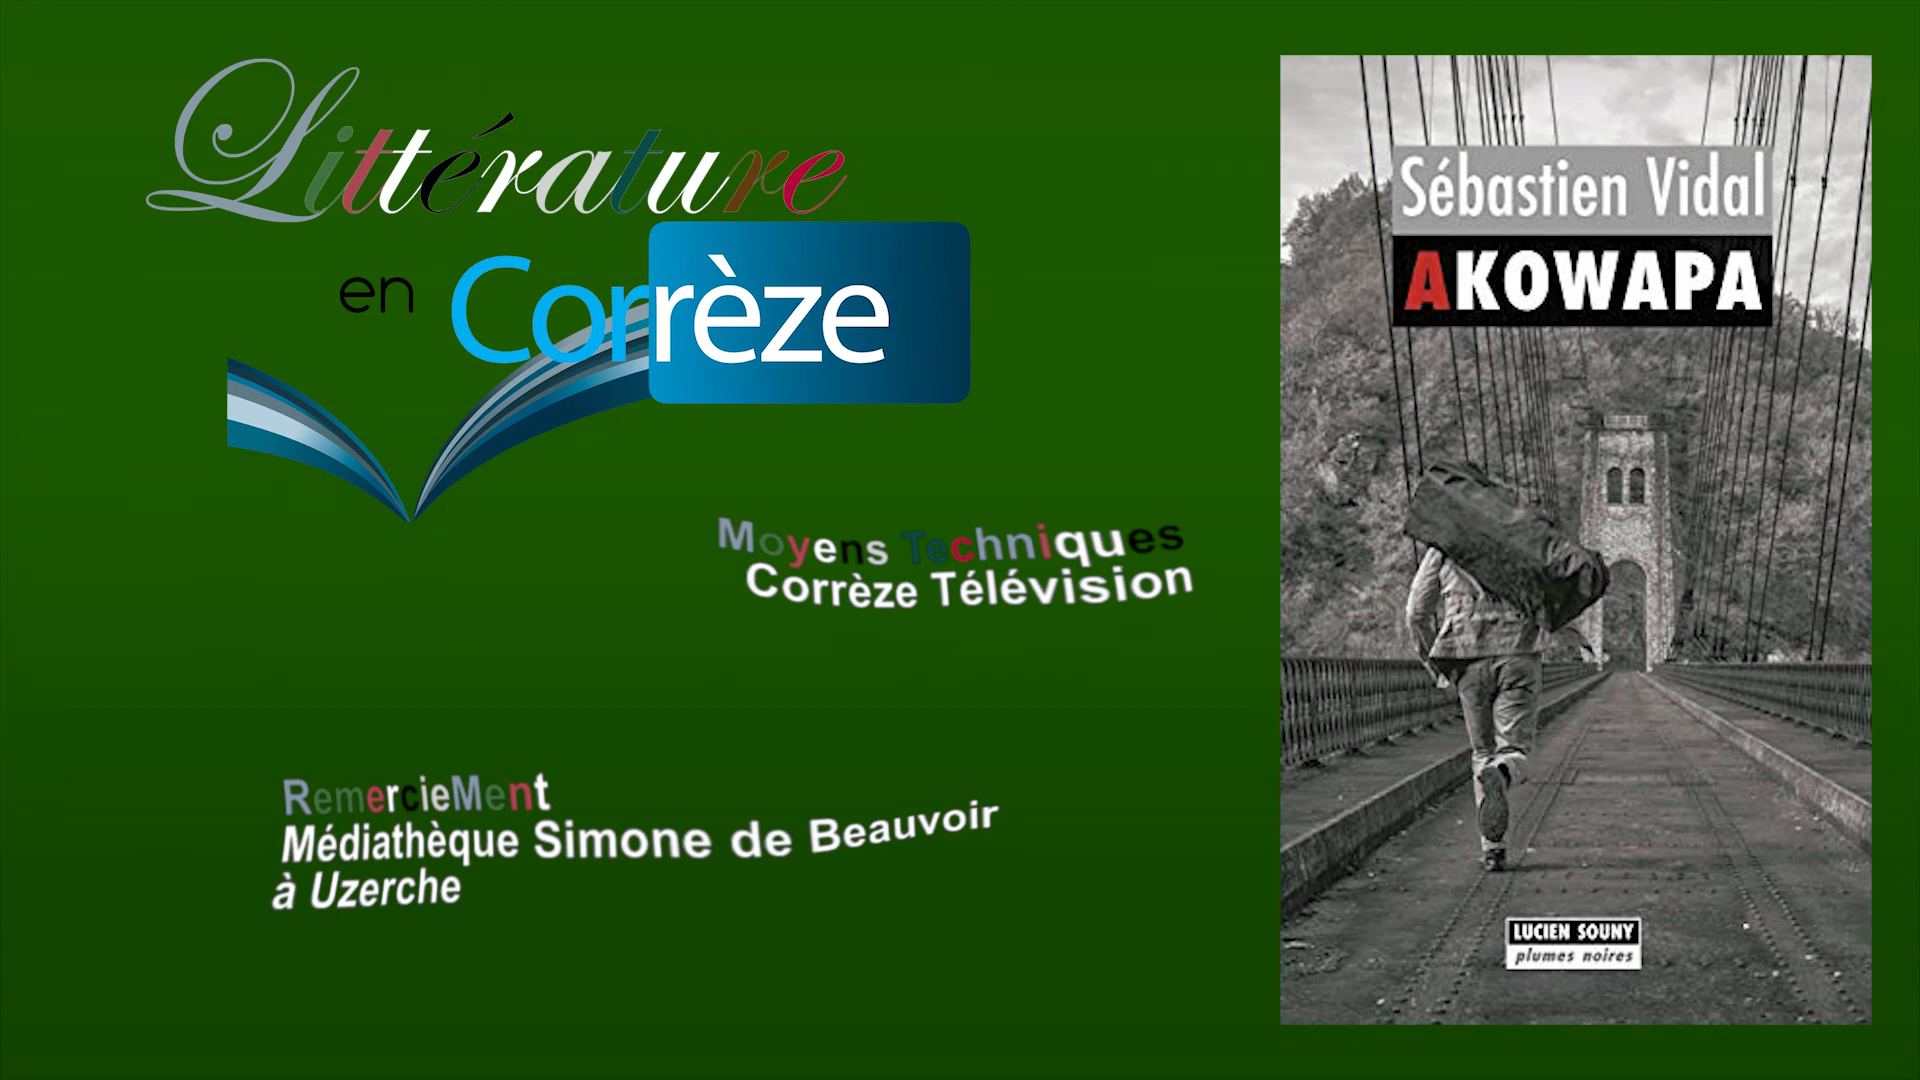 Littérature
en Corrèze
Moyens Techniques
Corrèze Télévision
RemercieMent
Médiathèque Simone de Beauvoir
à Uzerche
Sébastien Vidal
AKOWAPA
LUCIEN SOUNY
plumes noires